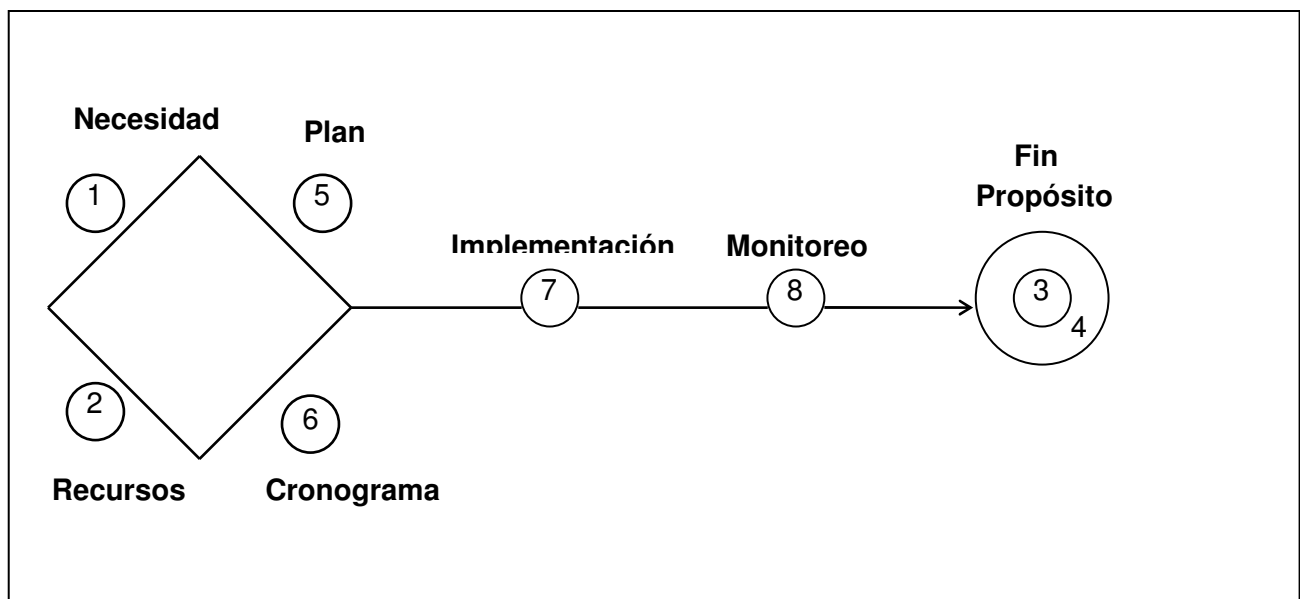 Necesidad
Plan
1
5
Fin
Propósito
Implementación
Monitoreo
7
8
3
4
2
6
Recursos
Cronograma